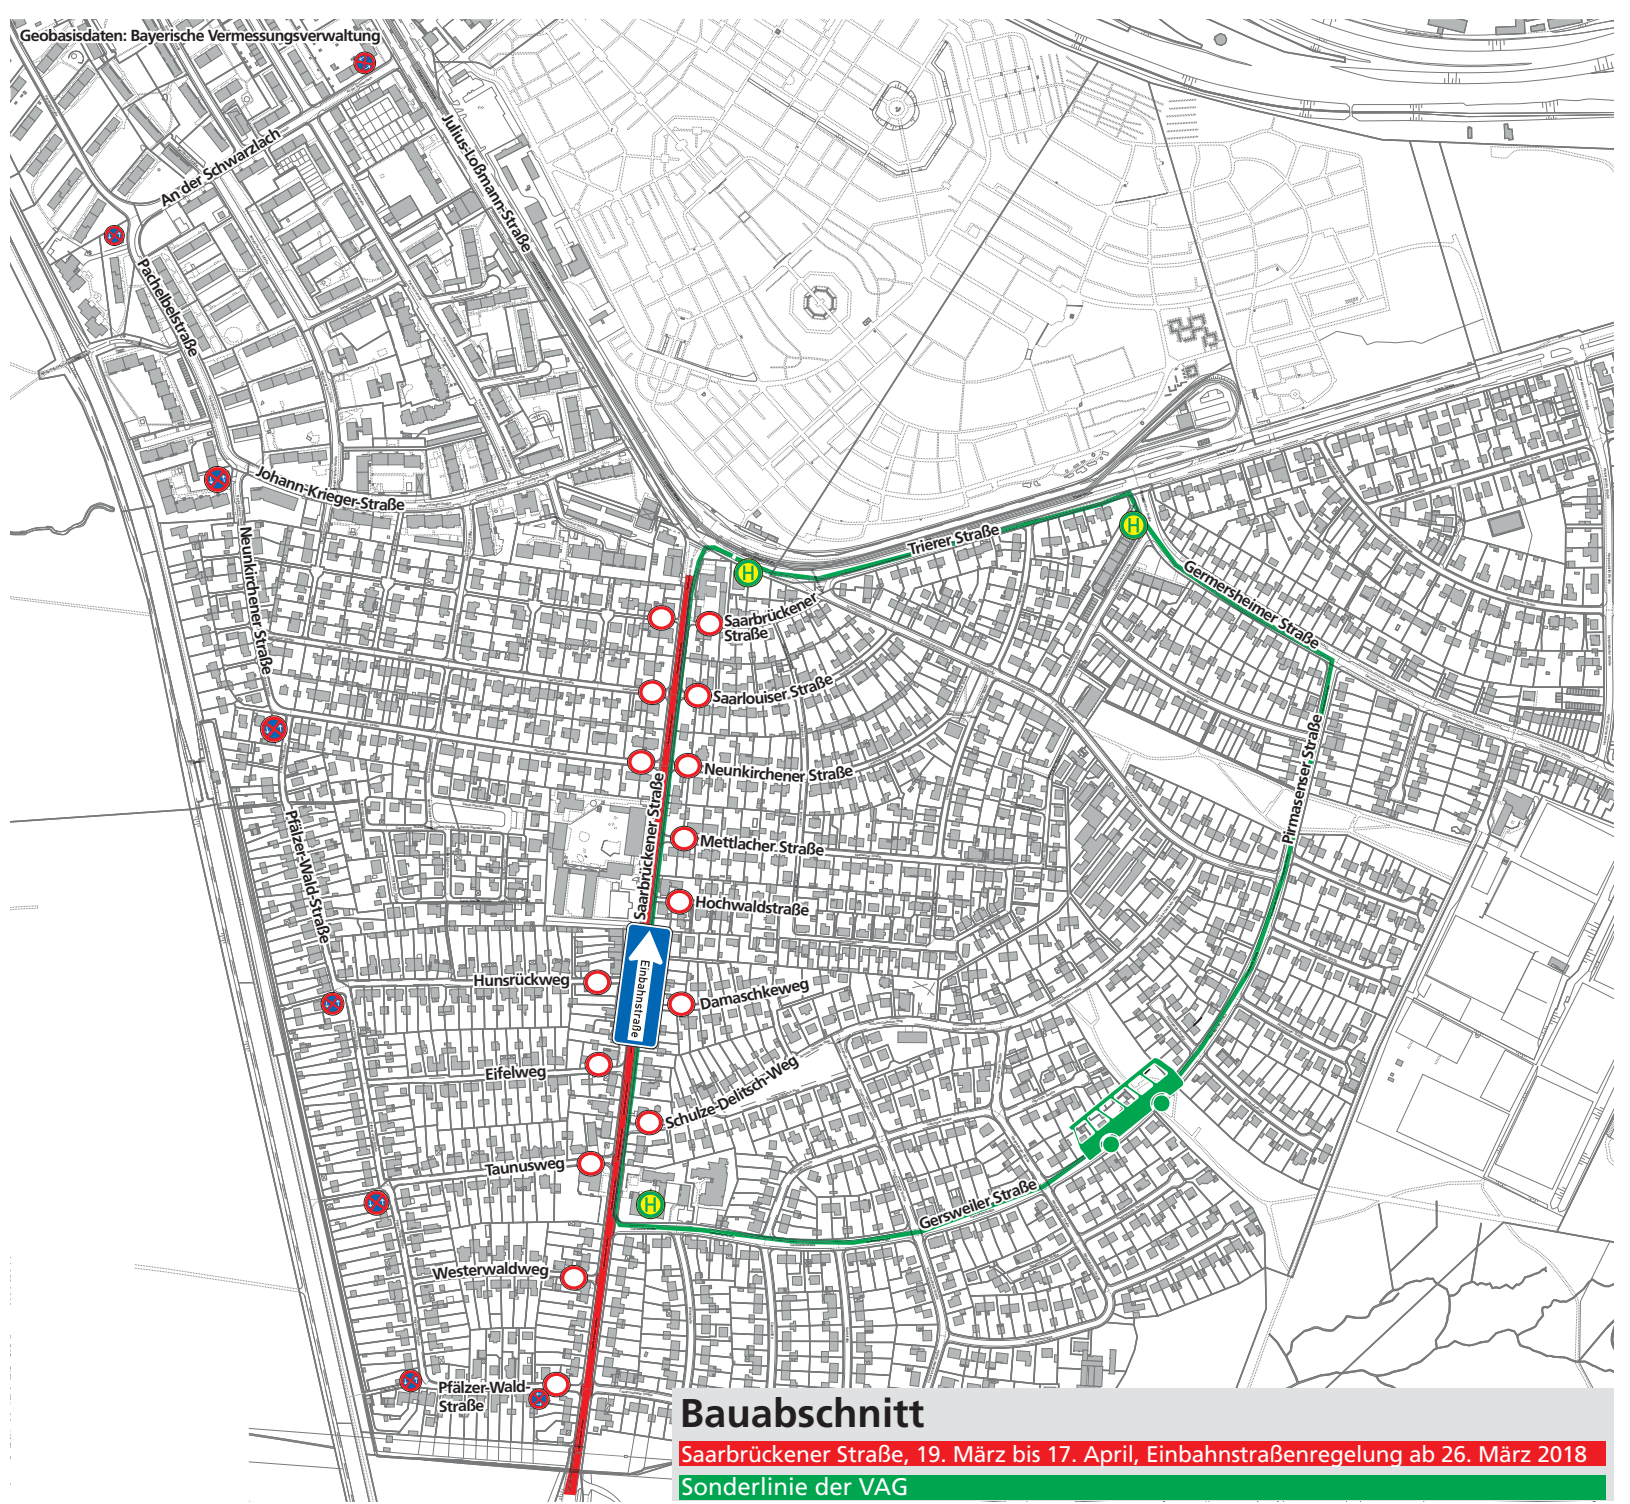 Geobasisdaten: Bayerische Vermessungsverwaltung
An der Schwarzlach
Julius-Loßmann-Straße
Pachelbelstraße
Johann-Krieger-Straße
Neunkirchener Straße
Trierer Straße
H
H
Germersheimer Straße
Saarbrückener
Straße
Saarlouiser Straße
Neunkirchener Straße
Pirmasenser Straße
Saarbrückener Straße
Mettlacher Straße
Pfälzer-Wald-Straße
Hochwaldstraße
Einbahnstraße
Hunsrückweg
Damaschkeweg
Eifelweg
Schulze-Delitsch-Weg
Taunusweg
H
Gersweiler Straße
Westerwaldweg
Pfälzer-Wald-
Straße
Bauabschnitt
Saarbrückener Straße, 19. März bis 17. April, Einbahnstraßenregelung ab 26. März 2018
Sonderlinie der VAG